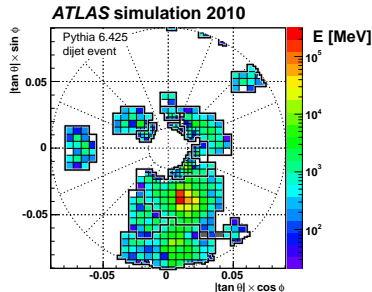 ATLAS simulation 2010
Pythia 6.425
dijet event
E [MeV]
|tan θ| × sin φ
0.05
0
-0.05
10⁵
10⁴
10³
10²
-0.05
0
0.05
|tan θ| × cos φ